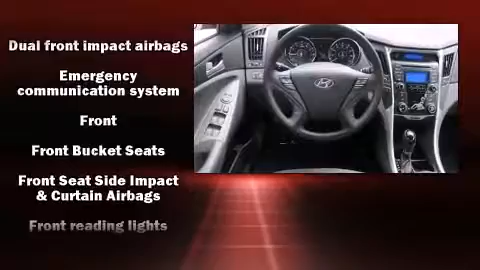 Dual front impact airbags
Emergency
communication system
Front
Front Bucket Seats
Front Seat Side Impact
& Curtain Airbags
Front reading lights